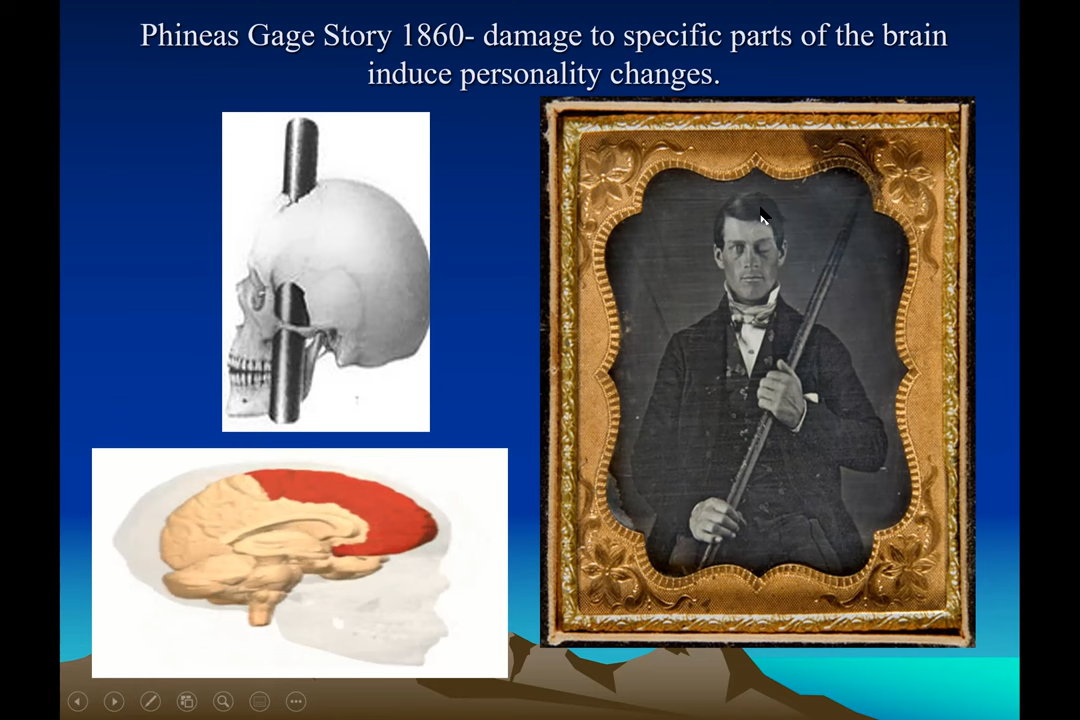 Phineas Gage Story 1860- damage to specific parts of the brain
induce personality changes.